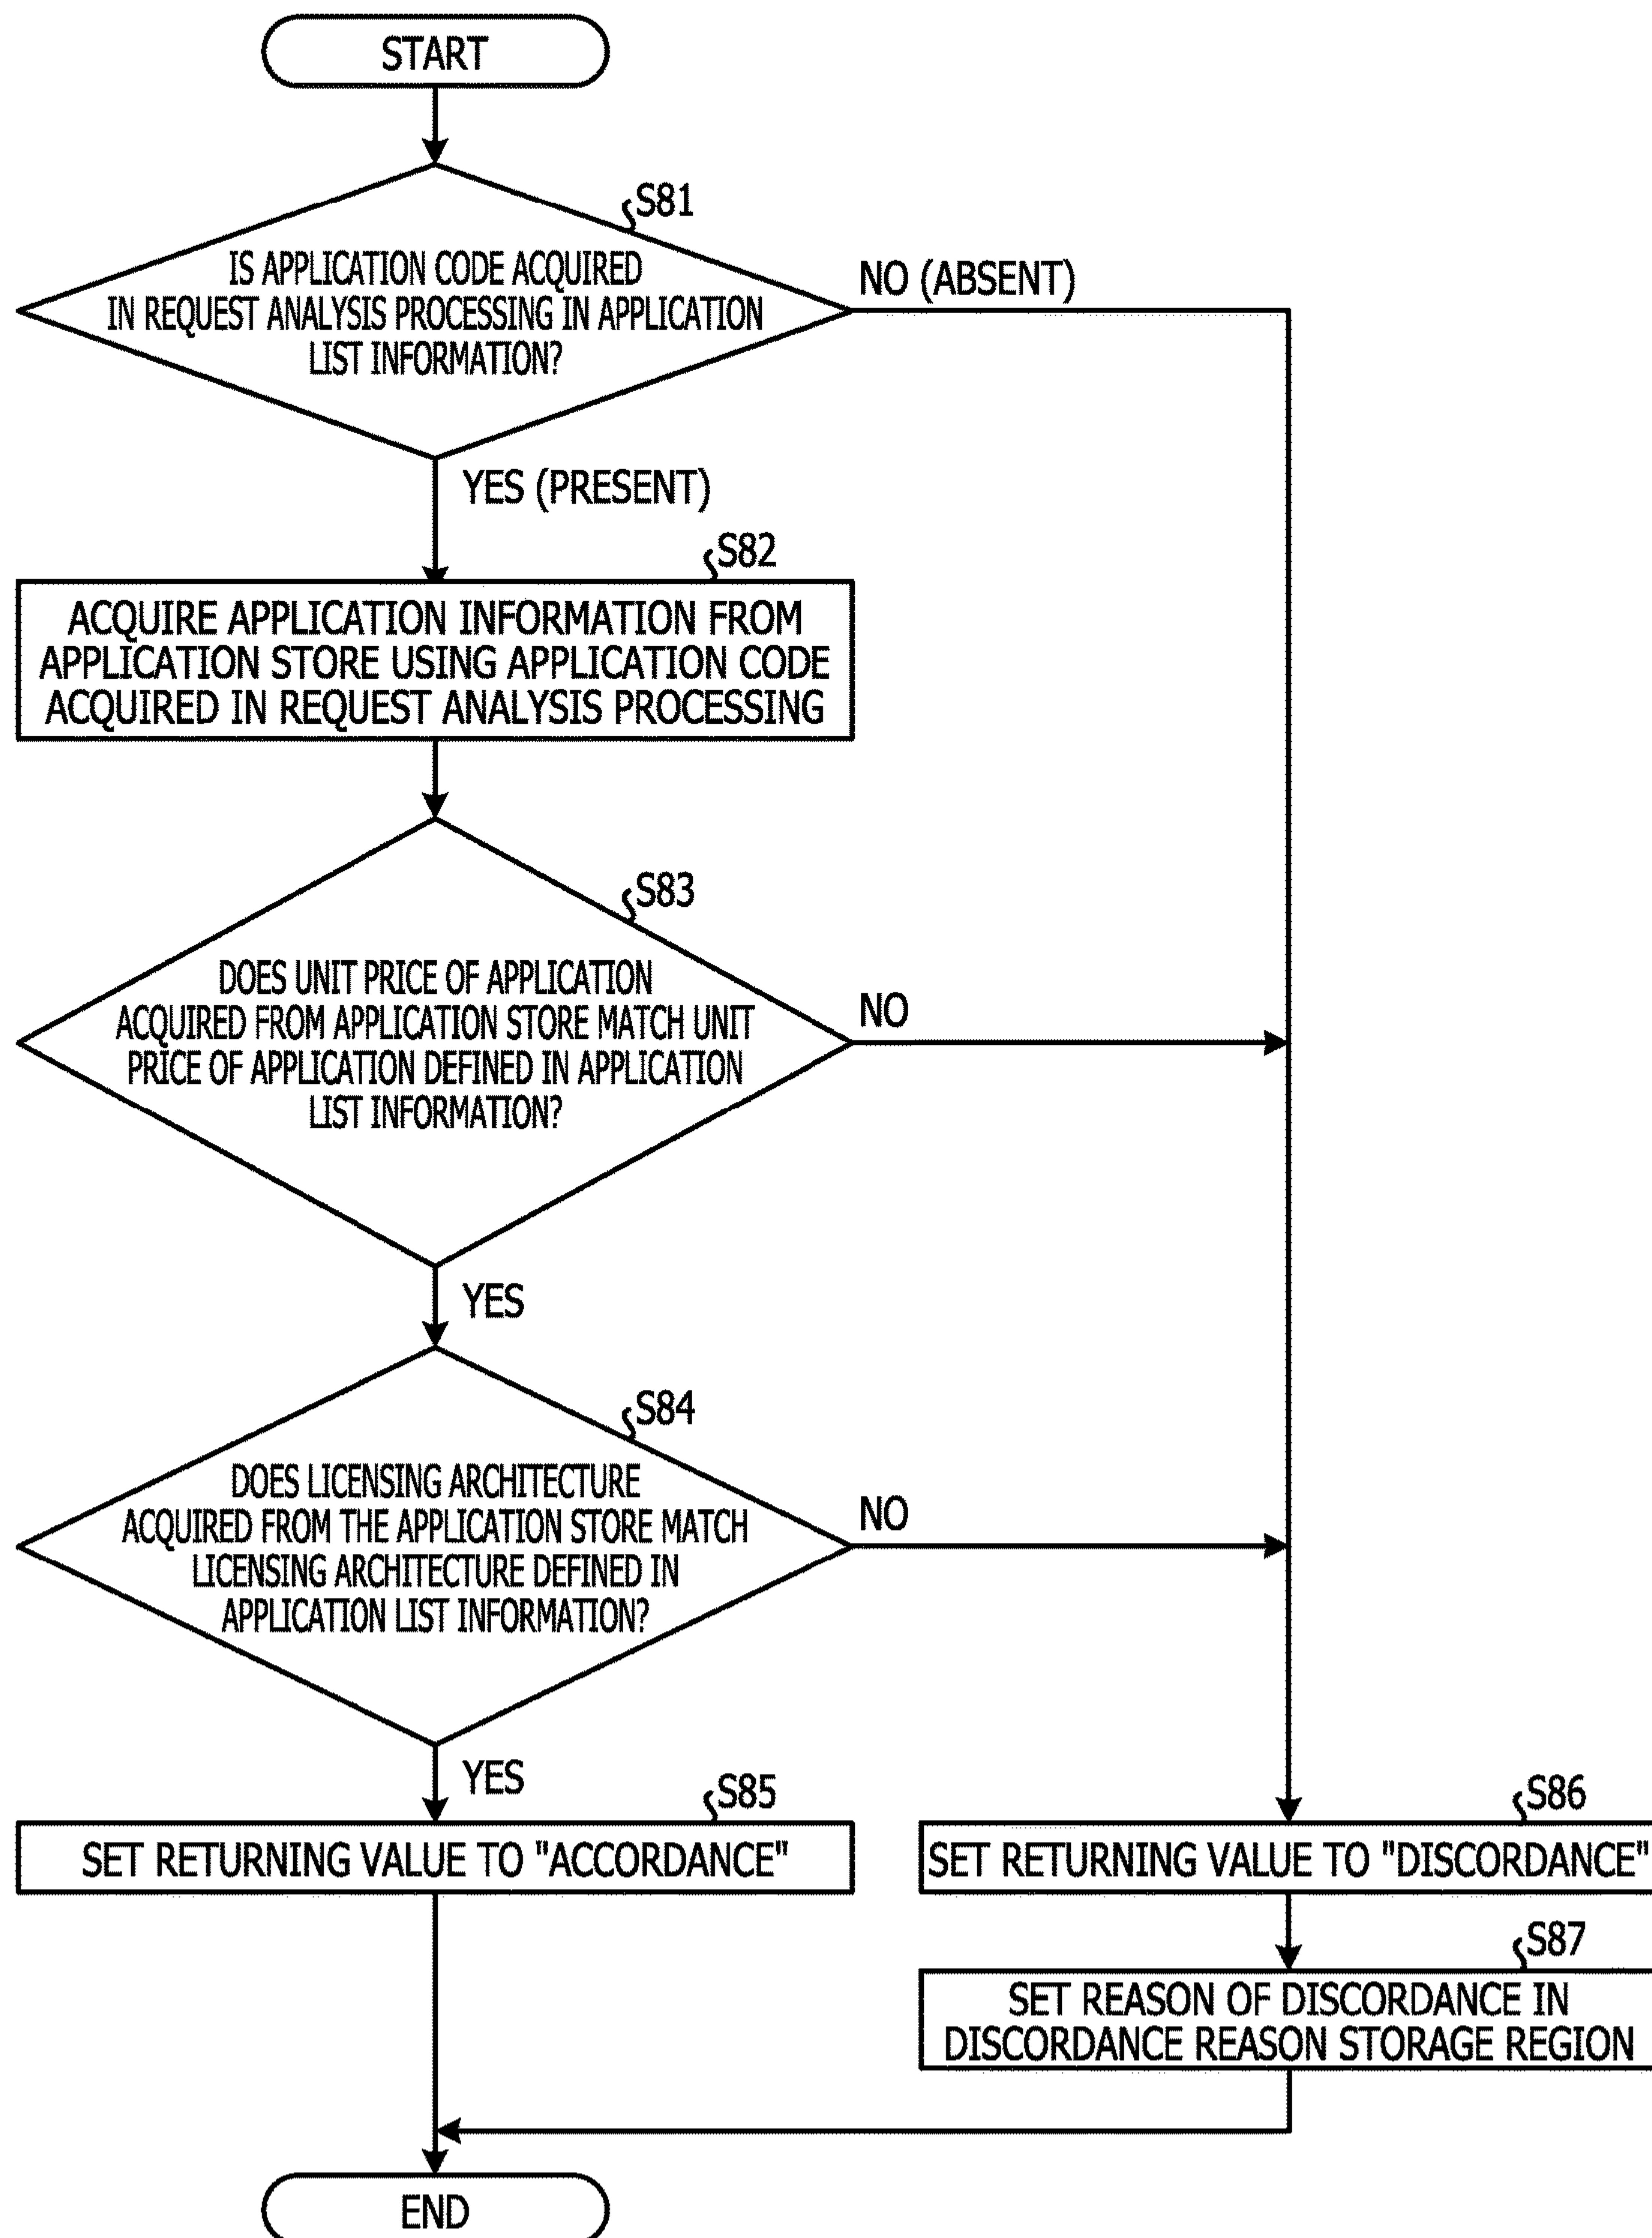 START
S81
IS APPLICATION CODE ACQUIRED
IN REQUEST ANALYSIS PROCESSING IN APPLICATION
LIST INFORMATION?
NO (ABSENT)
YES (PRESENT)
S82
ACQUIRE APPLICATION INFORMATION FROM
APPLICATION STORE USING APPLICATION CODE
ACQUIRED IN REQUEST ANALYSIS PROCESSING
S83
DOES UNIT PRICE OF APPLICATION
ACQUIRED FROM APPLICATION STORE MATCH UNIT
PRICE OF APPLICATION DEFINED IN APPLICATION
LIST INFORMATION?
NO
YES
S84
DOES LICENSING ARCHITECTURE
ACQUIRED FROM THE APPLICATION STORE MATCH
LICENSING ARCHITECTURE DEFINED IN
APPLICATION LIST INFORMATION?
NO
YES
S85
SET RETURNING VALUE TO "ACCORDANCE"
S86
SET RETURNING VALUE TO "DISCORDANCE"
S87
SET REASON OF DISCORDANCE IN
DISCORDANCE REASON STORAGE REGION
END